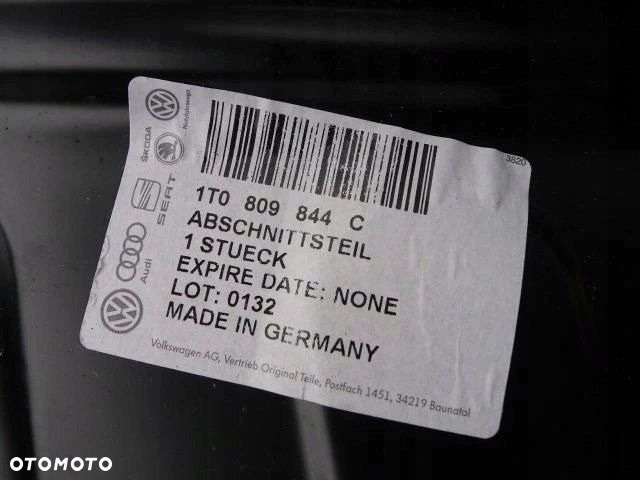 3820
Nutzfahrzeuge
ŠKODA
SEAT
Audi
1T0 809 844 C
ABSCHNITTSTEIL
1 STUECK
EXPIRE DATE: NONE
LOT: 0132
MADE IN GERMANY
Volkswagen AG, Vertrieb Original Teile, Postfach 1451, 34219 Baunatal
OTOMOTO